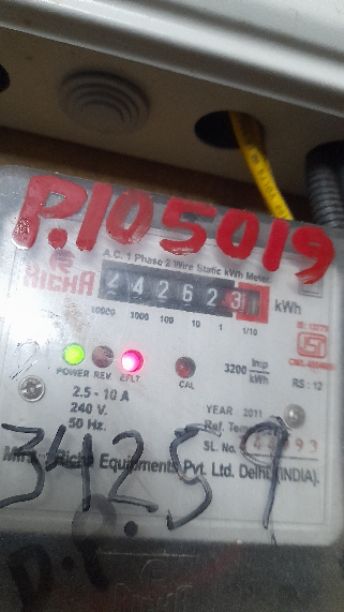 P.105019
A.C. 1 Phase 2 Wire Static kWh Meter
RICHA
242623 kWh
10000 1000 100 10 1 1/10
POWER REV. EFLT. CAL
3200 Imp/kWh
RS : 12
2.5 - 10 A
240 V.
50 Hz.
YEAR 2011
Ref. Temp
SL. No.
Richa Equipments Pvt. Ltd. Delhi (INDIA).
34259